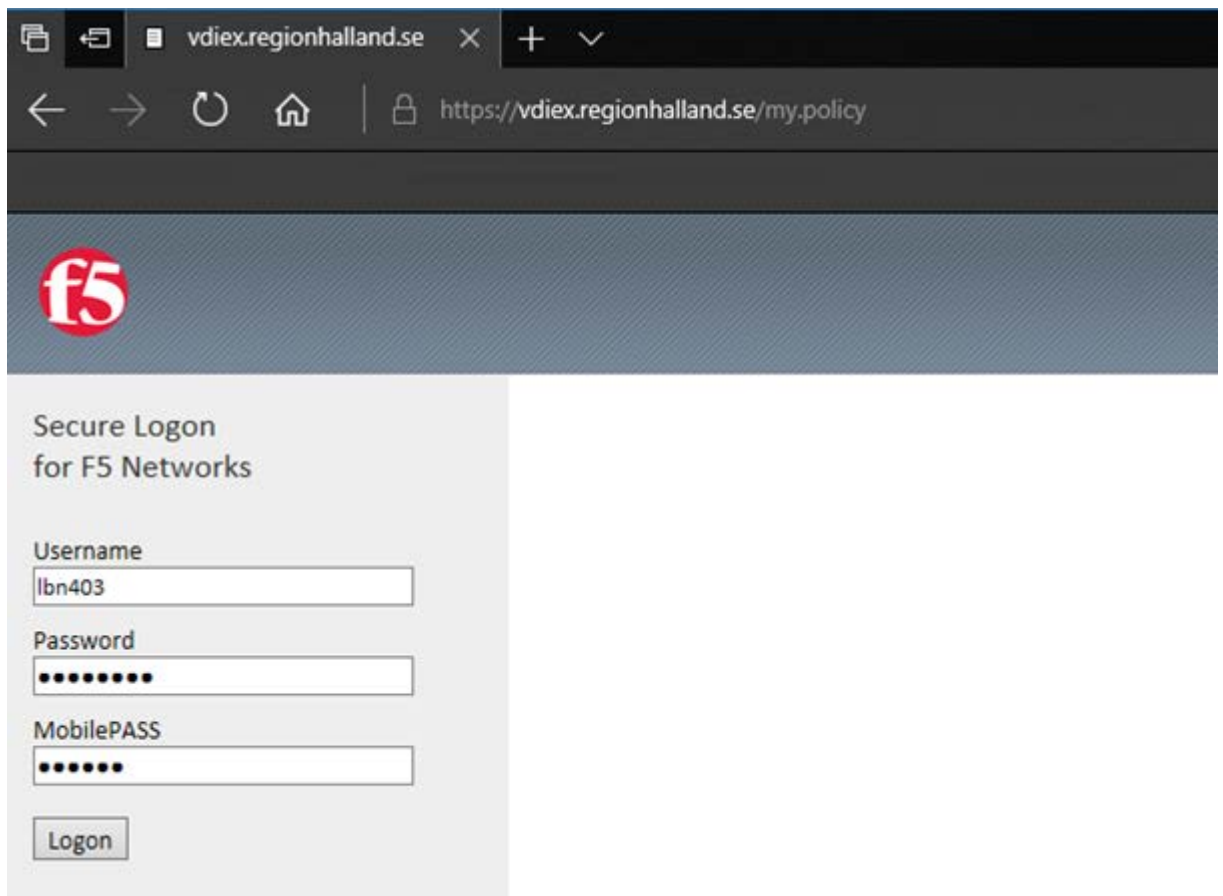 vdiex.regionhalland.se
https://vdiex.regionhalland.se/my.policy
f5
Secure Logon
for F5 Networks
Username
lbn403
Password
••••••••
MobilePASS
••••••
Logon